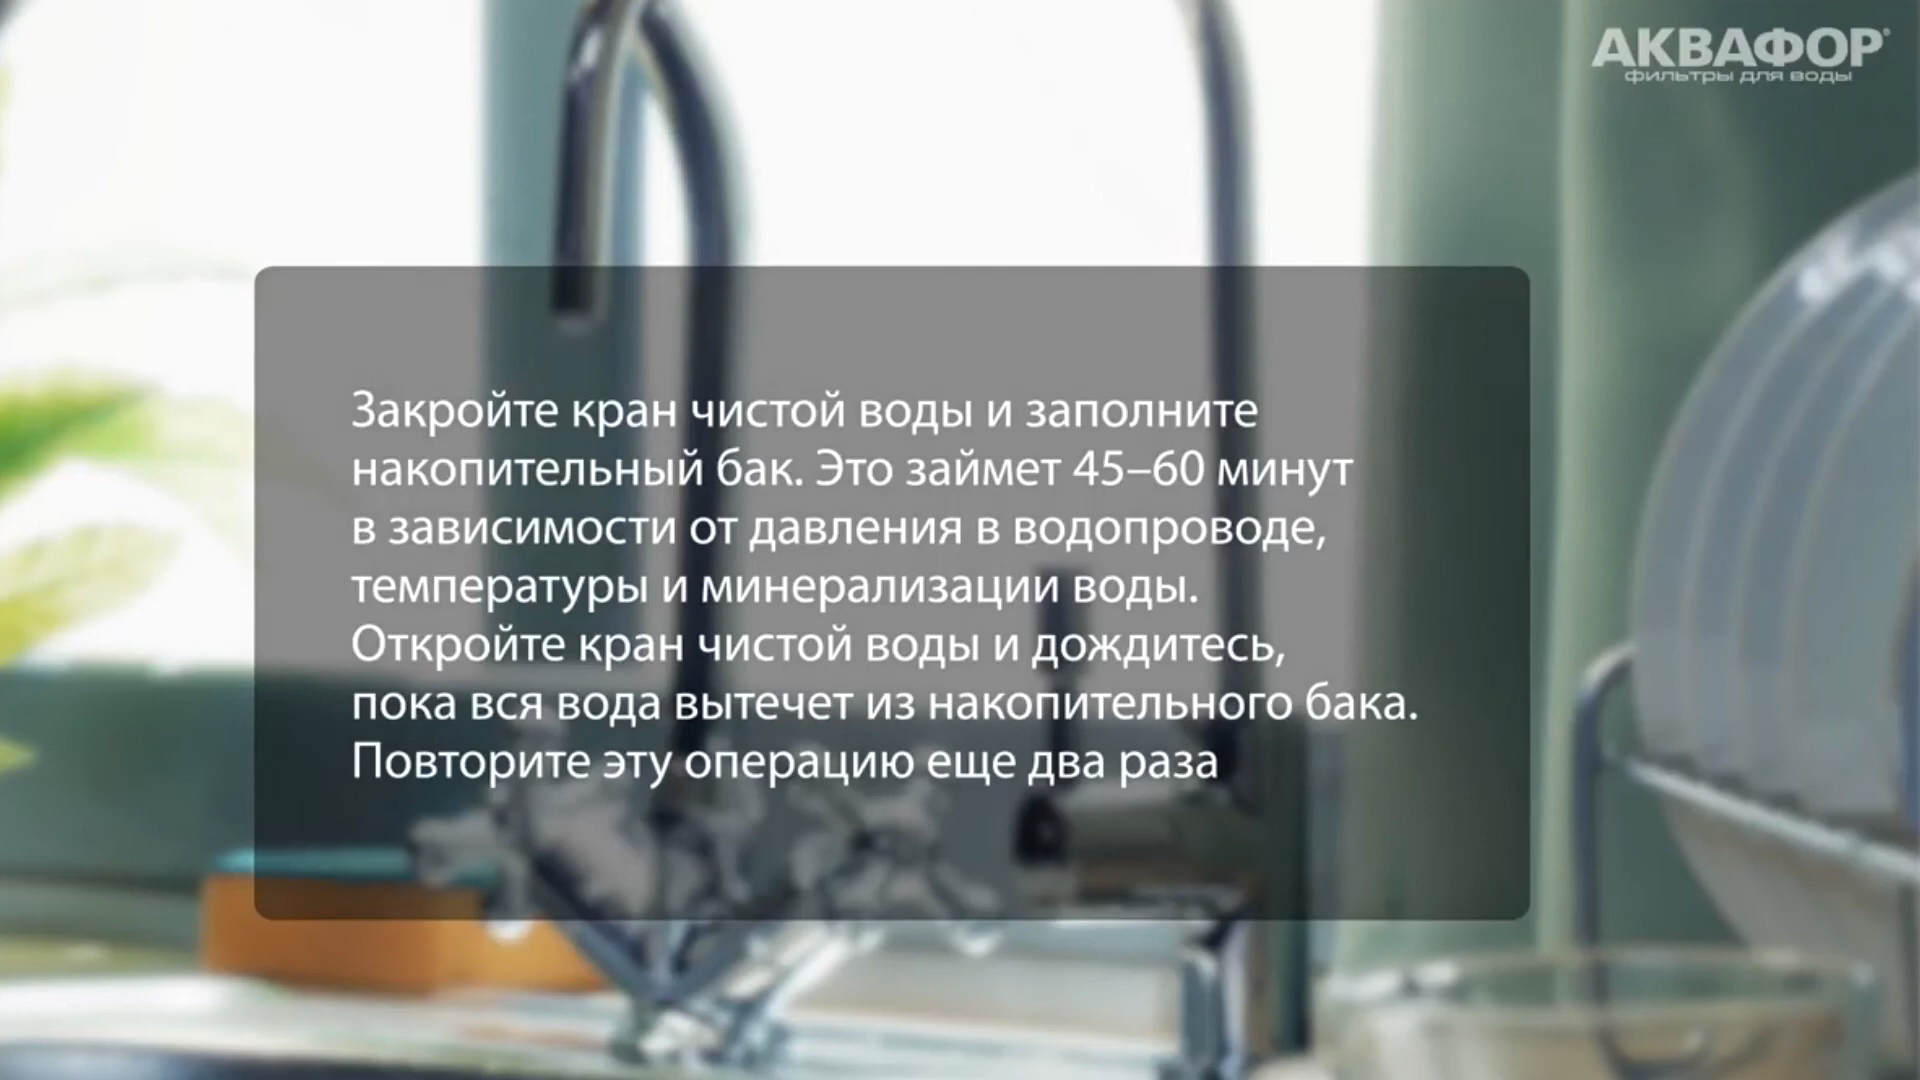 АКВАФОР®
фильтры для воды
Закройте кран чистой воды и заполните
накопительный бак. Это займет 45–60 минут
в зависимости от давления в водопроводе,
температуры и минерализации воды.
Откройте кран чистой воды и дождитесь,
пока вся вода вытечет из накопительного бака.
Повторите эту операцию еще два раза